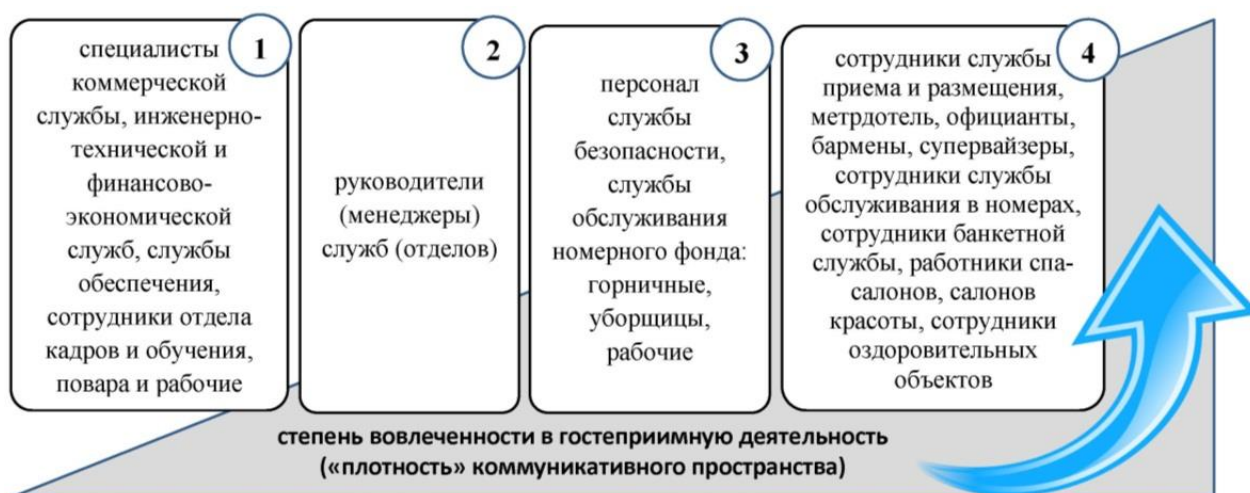 1
специалисты
коммерческой
службы, инженерно-
технической и
финансово-
экономической
служб, службы
обеспечения,
сотрудники отдела
кадров и обучения,
повара и рабочие
2
руководители
(менеджеры)
служб (отделов)
3
персонал
службы
безопасности,
службы
обслуживания
номерного фонда:
горничные,
уборщицы,
рабочие
4
сотрудники службы
приема и размещения,
метрдотель, официанты,
бармены, супервайзеры,
сотрудники службы
обслуживания в номерах,
сотрудники банкетной
службы, работники спа-
салонов, салонов
красоты, сотрудники
оздоровительных
объектов
степень вовлеченности в гостеприимную деятельность
(«плотность» коммуникативного пространства)